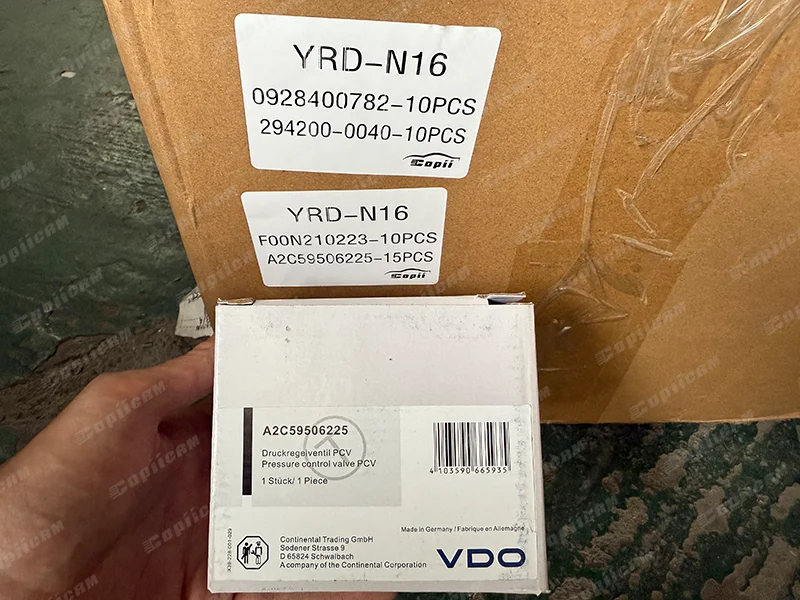 YRD-N16
0928400782-10PCS
294200-0040-10PCS
Copii
YRD-N16
F00N210223-10PCS
A2C59506225-15PCS
Copii
A2C59506225
Druckregelventil PCV
Pressure control valve PCV
1 Stück/ 1 Piece
4 103590 665935
Made in Germany / Fabrique en Allemagne
Continental Trading GmbH
Sodener Strasse 9
D 65824 Schwalbach
A company of the Continental Corporation
VDO
COPIICAM